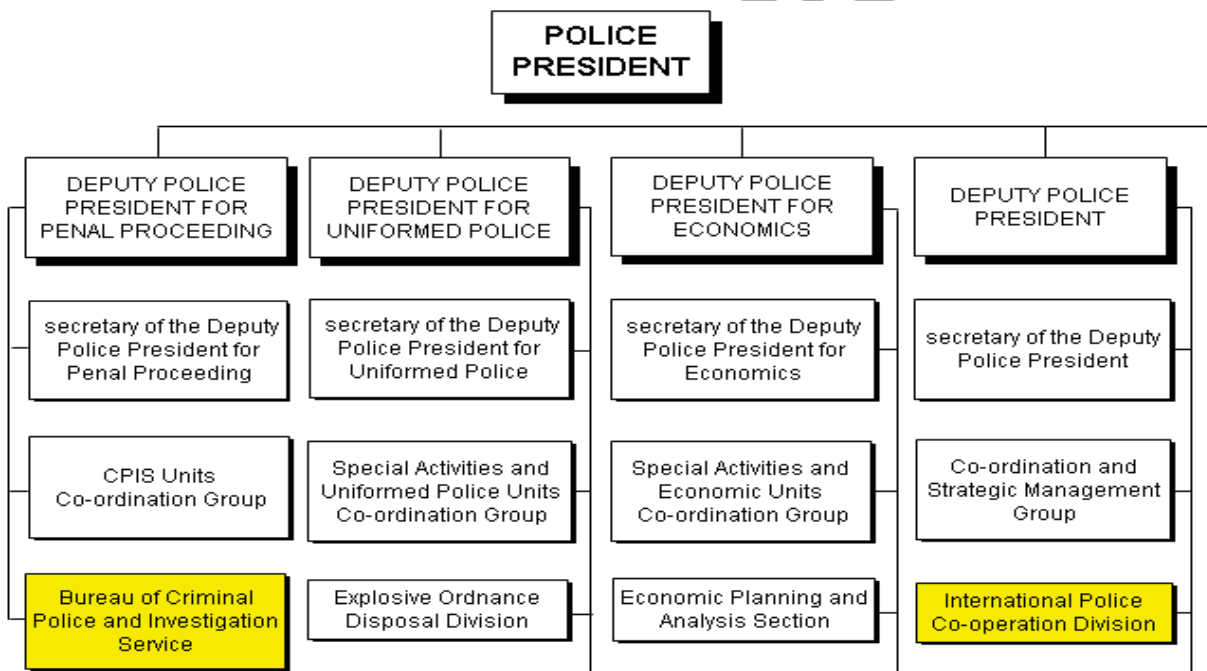 POLICE
PRESIDENT
DEPUTY POLICE
PRESIDENT FOR
PENAL PROCEEDING
DEPUTY POLICE
PRESIDENT FOR
UNIFORMED POLICE
DEPUTY POLICE
PRESIDENT FOR
ECONOMICS
DEPUTY POLICE
PRESIDENT
secretary of the Deputy
Police President for
Penal Proceeding
secretary of the Deputy
Police President for
Uniformed Police
secretary of the Deputy
Police President for
Economics
secretary of the Deputy
Police President
CPIS Units
Co-ordination Group
Special Activities and
Uniformed Police Units
Co-ordination Group
Special Activities and
Economic Units
Co-ordination Group
Co-ordination and
Strategic Management
Group
Bureau of Criminal
Police and Investigation
Service
Explosive Ordnance
Disposal Division
Economic Planning and
Analysis Section
International Police
Co-operation Division